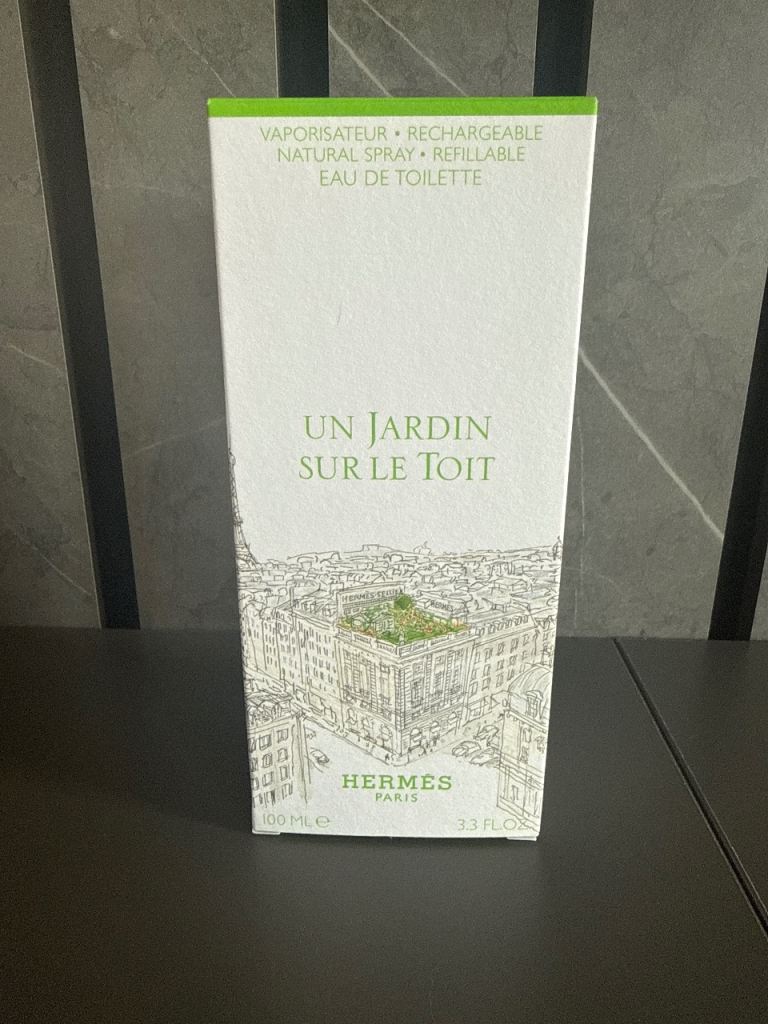 VAPORISATEUR • RECHARGEABLE
NATURAL SPRAY • REFILLABLE
EAU DE TOILETTE
UN JARDIN
SUR LE TOIT
HERMÈS
HERMÈS
PARIS
100 ML ℮ 3.3 FL.OZ